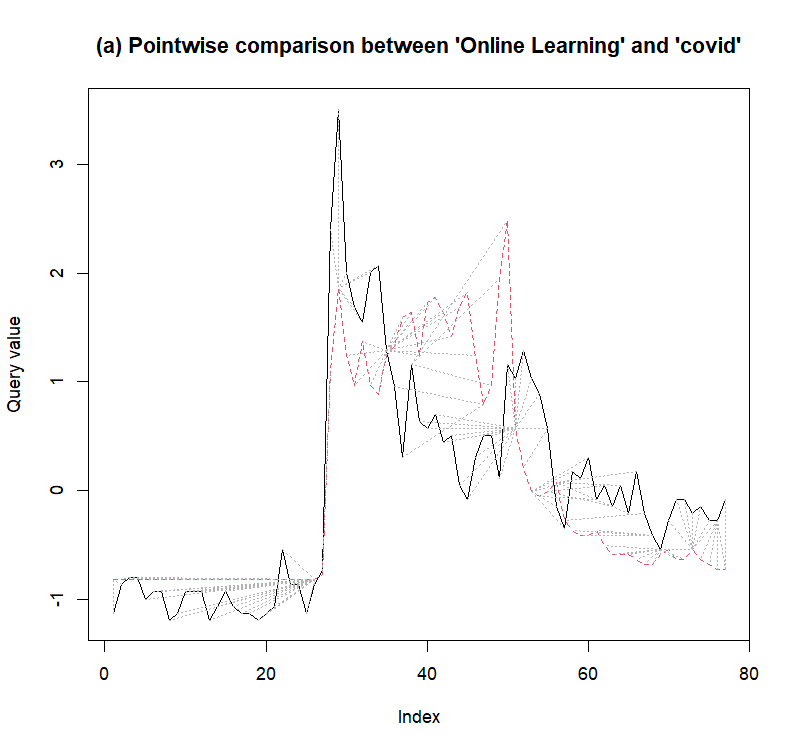 (a) Pointwise comparison between 'Online Learning' and 'covid'
Query value
3
2
1
0
-1
0 20 40 60 80
Index